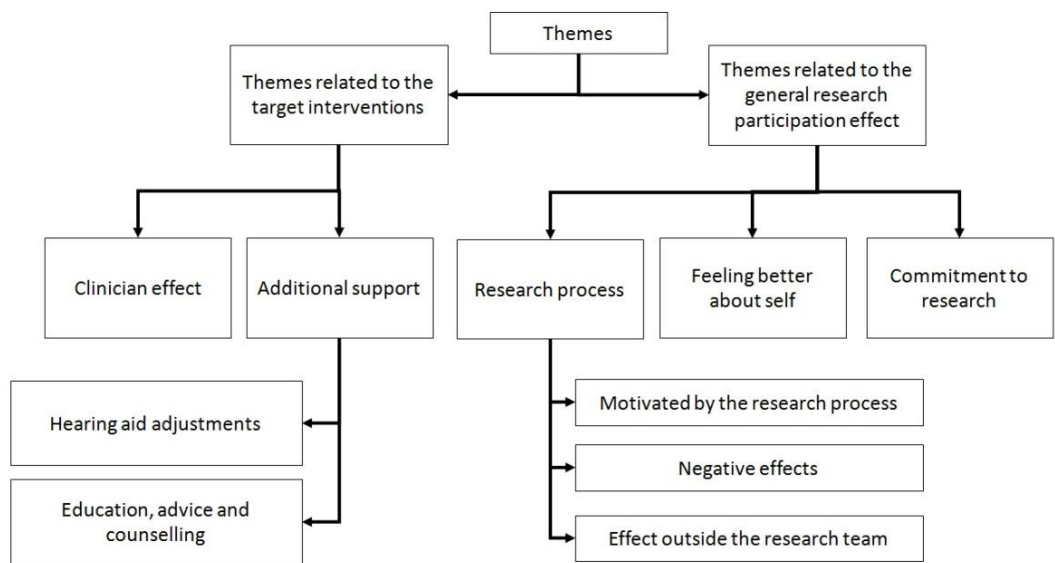 Themes
Themes related to the
target interventions
Themes related to the
general research
participation effect
Clinician effect
Additional support
Research process
Feeling better
about self
Commitment to
research
Hearing aid adjustments
Education, advice and
counselling
Motivated by the research process
Negative effects
Effect outside the research team